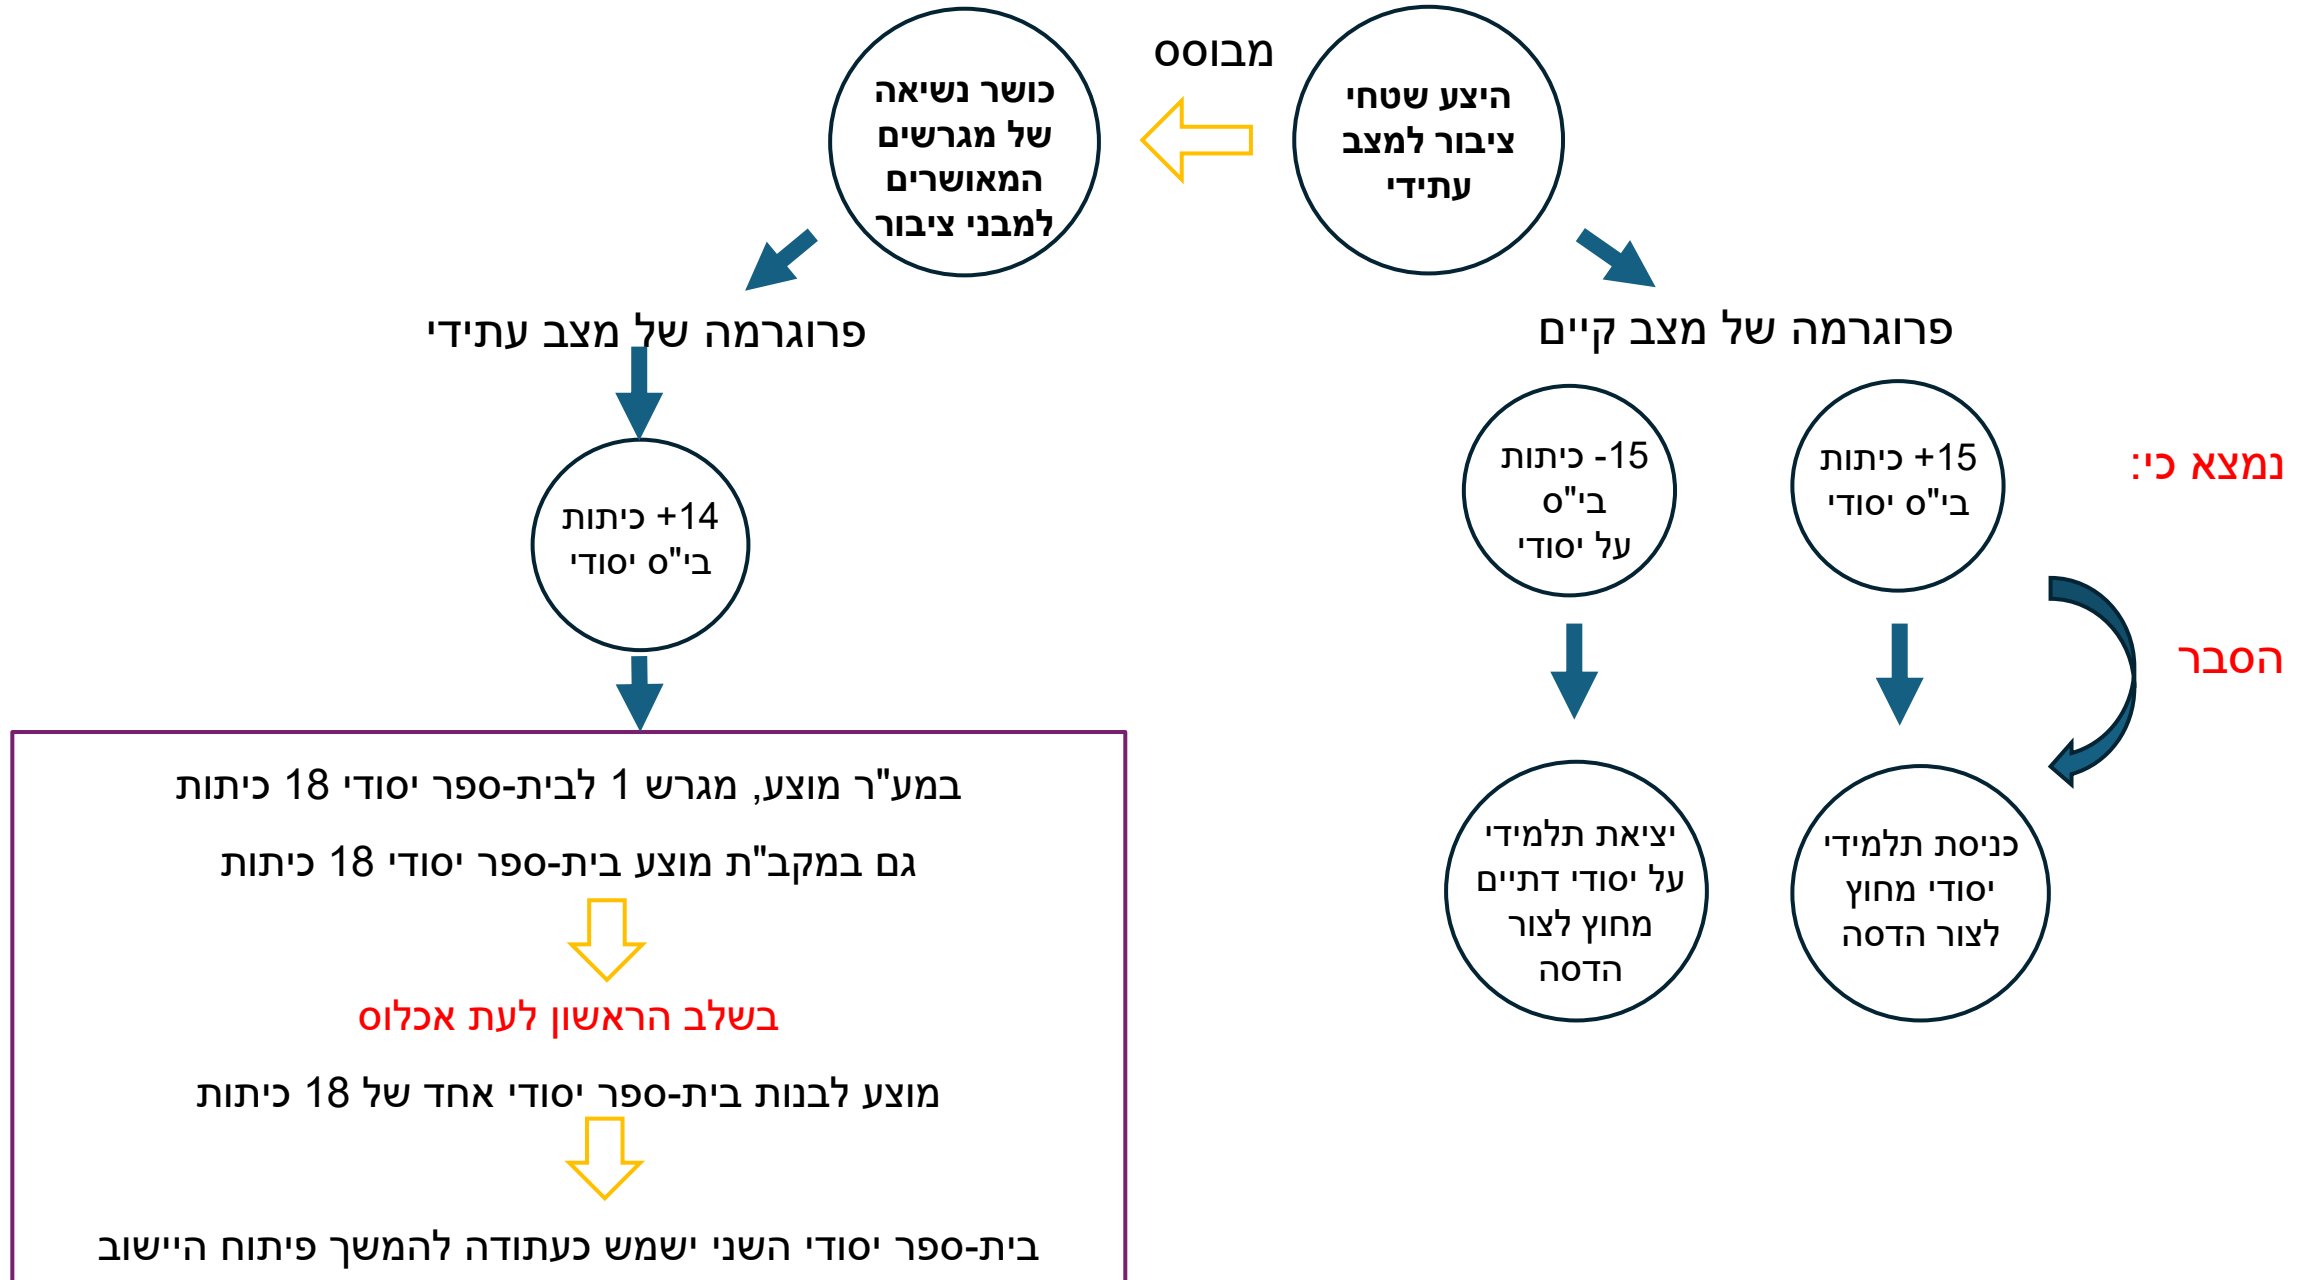 היצע שטחי
ציבור למצב
עתידי
מבוסס
כושר נשיאה
של מגרשים
המאושרים
למבני ציבור
פרוגרמה של מצב קיים
נמצא כי:
15+ כיתות
בי"ס יסודי
15- כיתות
בי"ס
על יסודי
הסבר
כניסת תלמידי
יסודי מחוץ
לצור הדסה
יציאת תלמידי
על יסודי דתיים
מחוץ לצור
הדסה
פרוגרמה של מצב עתידי
14+ כיתות
בי"ס יסודי
במע"ר מוצע, מגרש 1 לבית-ספר יסודי 18 כיתות
גם במקב"ת מוצע בית-ספר יסודי 18 כיתות
בשלב הראשון לעת אכלוס
מוצע לבנות בית-ספר יסודי אחד של 18 כיתות
בית-ספר יסודי השני ישמש כעתודה להמשך פיתוח היישוב